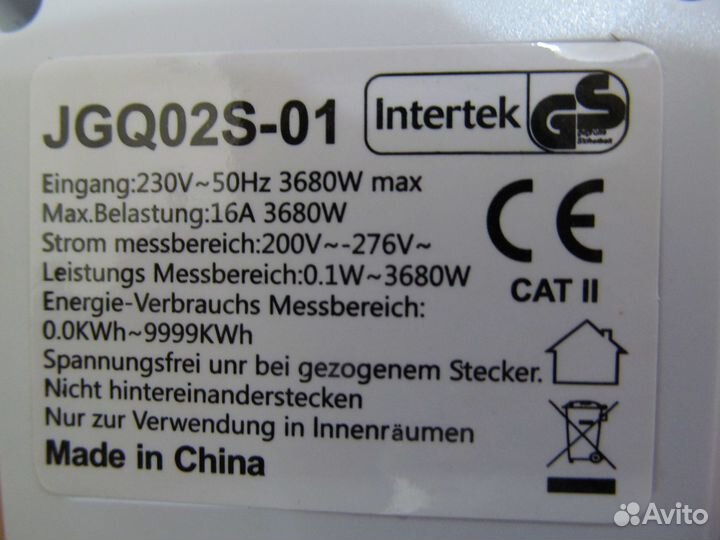 JGQ02S-01
Intertek
GS
Eingang:230V~50Hz 3680W max
Max.Belastung:16A 3680W
Strom messbereich:200V~-276V~
Leistungs Messbereich:0.1W~3680W
Energie-Verbrauchs Messbereich:
0.0KWh~9999KWh
Spannungsfrei unr bei gezogenem Stecker.
Nicht hintereinanderstecken
Nur zur Verwendung in Innenräumen
Made in China
CE
CAT II
Avito